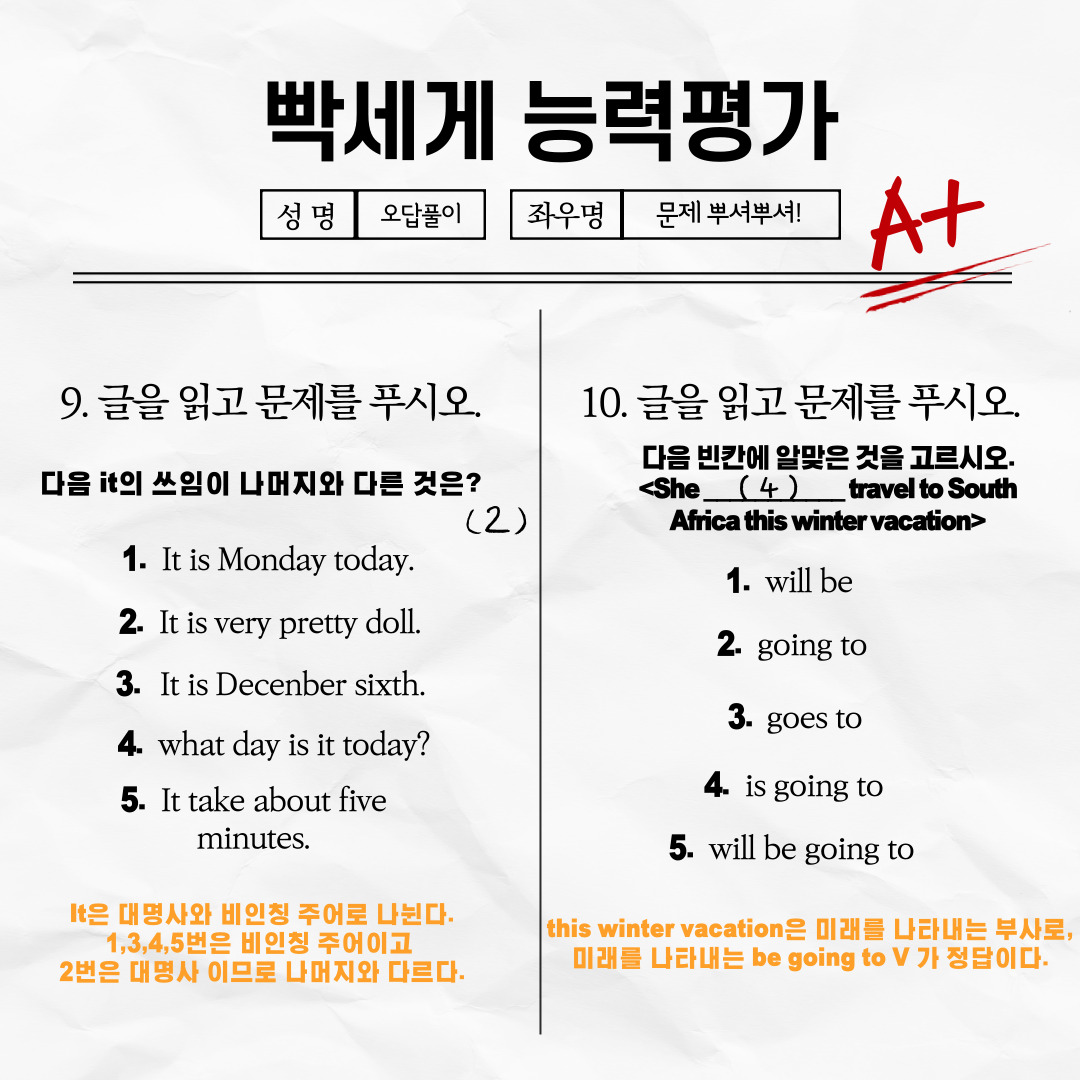 빡세게 능력평가
성 명 오답풀이 좌우명 문제 뿌셔뿌셔!
A+
9. 글을 읽고 문제를 푸시오.
다음 it의 쓰임이 나머지와 다른 것은?
(2)
1. It is Monday today.
2. It is very pretty doll.
3. It is Decenber sixth.
4. what day is it today?
5. It take about five
minutes.
It은 대명사와 비인칭 주어로 나뉜다.
1,3,4,5번은 비인칭 주어이고
2번은 대명사 이므로 나머지와 다르다.
10. 글을 읽고 문제를 푸시오.
다음 빈칸에 알맞은 것을 고르시오.
<She ___( 4 )____ travel to South
Africa this winter vacation>
1. will be
2. going to
3. goes to
4. is going to
5. will be going to
this winter vacation은 미래를 나타내는 부사로,
미래를 나타내는 be going to V 가 정답이다.